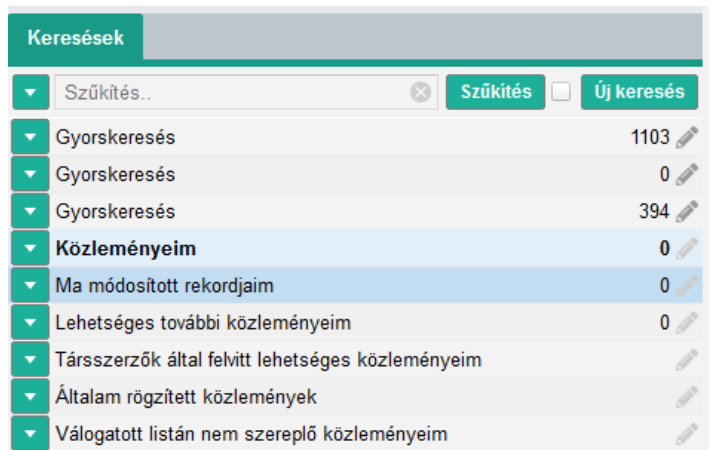 Keresések
Szűkítés.. Szűkítés Új keresés
Gyorskeresés 1103
Gyorskeresés 0
Gyorskeresés 394
Közleményeim 0
Ma módosított rekordjaim 0
Lehetséges további közleményeim 0
Társszerzők által felvitt lehetséges közleményeim
Általam rögzített közlemények
Válogatott listán nem szereplő közleményeim